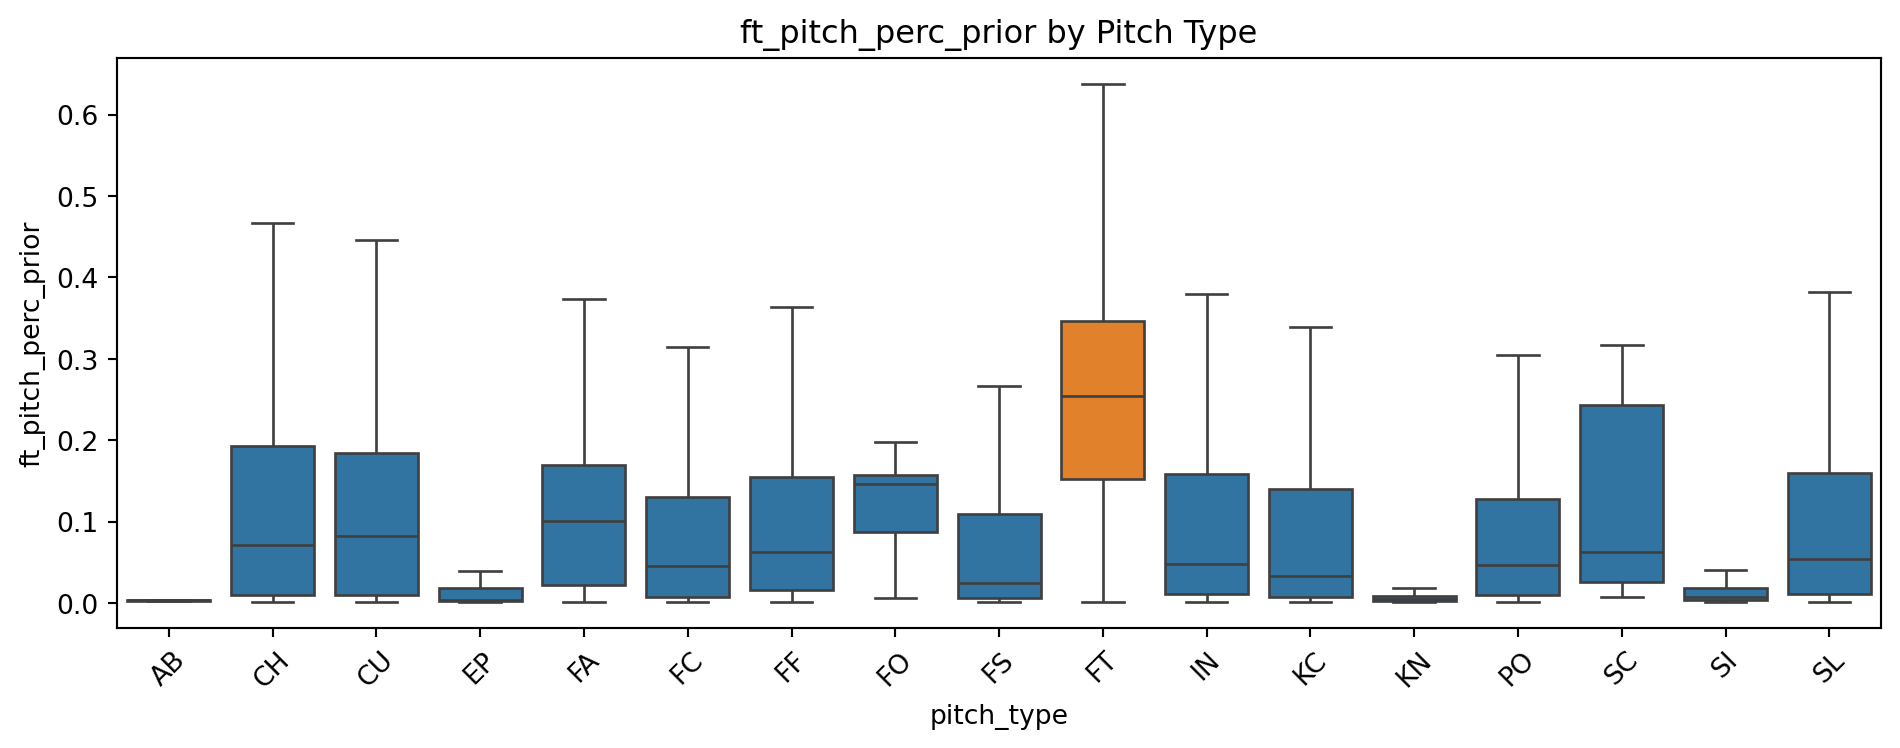 ft_pitch_perc_prior by Pitch Type
ft_pitch_perc_prior
0.6
0.5
0.4
0.3
0.2
0.1
0.0
AB CH CU EP FA FC FF FO FS FT IN KC KN PO SC SI SL
pitch_type